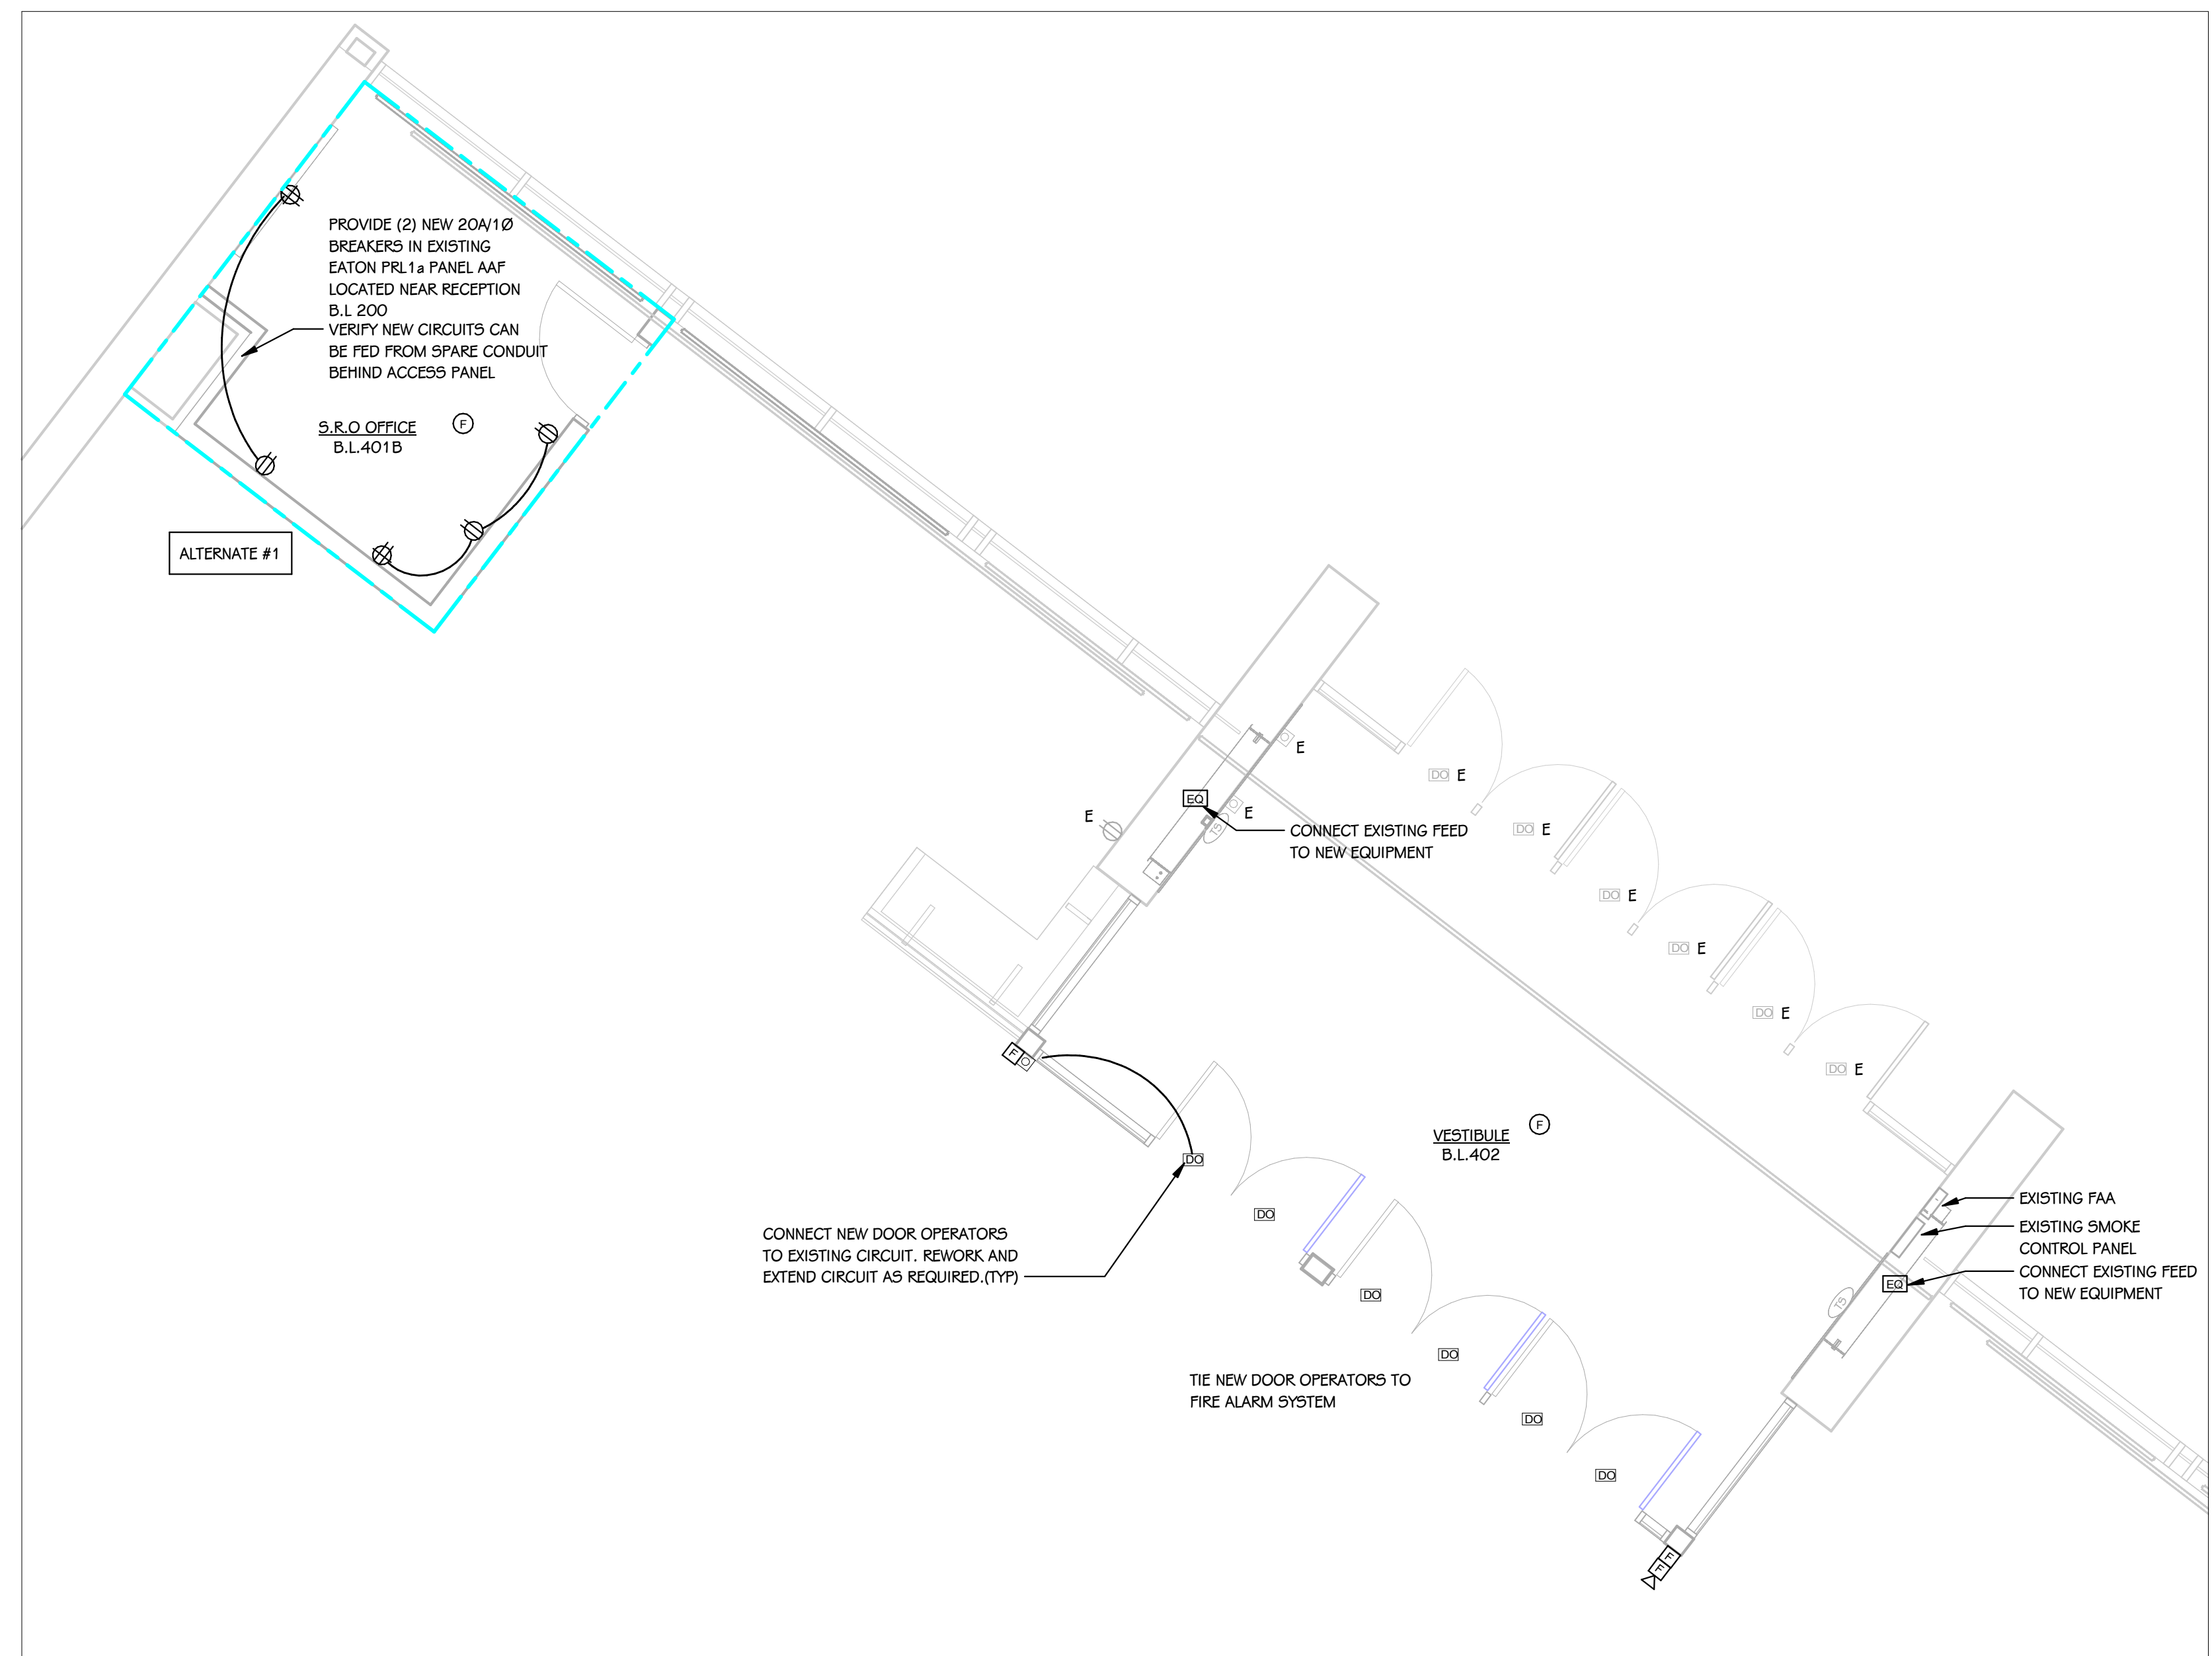 PROVIDE (2) NEW 20A/1Ø
BREAKERS IN EXISTING
EATON PRL1a PANEL AAF
LOCATED NEAR RECEPTION
B.L 200
VERIFY NEW CIRCUITS CAN
BE FED FROM SPARE CONDUIT
BEHIND ACCESS PANEL
S.R.O OFFICE
B.L.401B
F
ALTERNATE #1
E
E
E
EQ
TS
CONNECT EXISTING FEED
TO NEW EQUIPMENT
DO E
DO E
DO E
DO E
DO E
DO E
F
DO
DO
DO
DO
DO
DO
VESTIBULE
B.L.402
F
CONNECT NEW DOOR OPERATORS
TO EXISTING CIRCUIT. REWORK AND
EXTEND CIRCUIT AS REQUIRED.(TYP)
TIE NEW DOOR OPERATORS TO
FIRE ALARM SYSTEM
EXISTING FAA
EXISTING SMOKE
CONTROL PANEL
CONNECT EXISTING FEED
TO NEW EQUIPMENT
EQ
TS
F
F